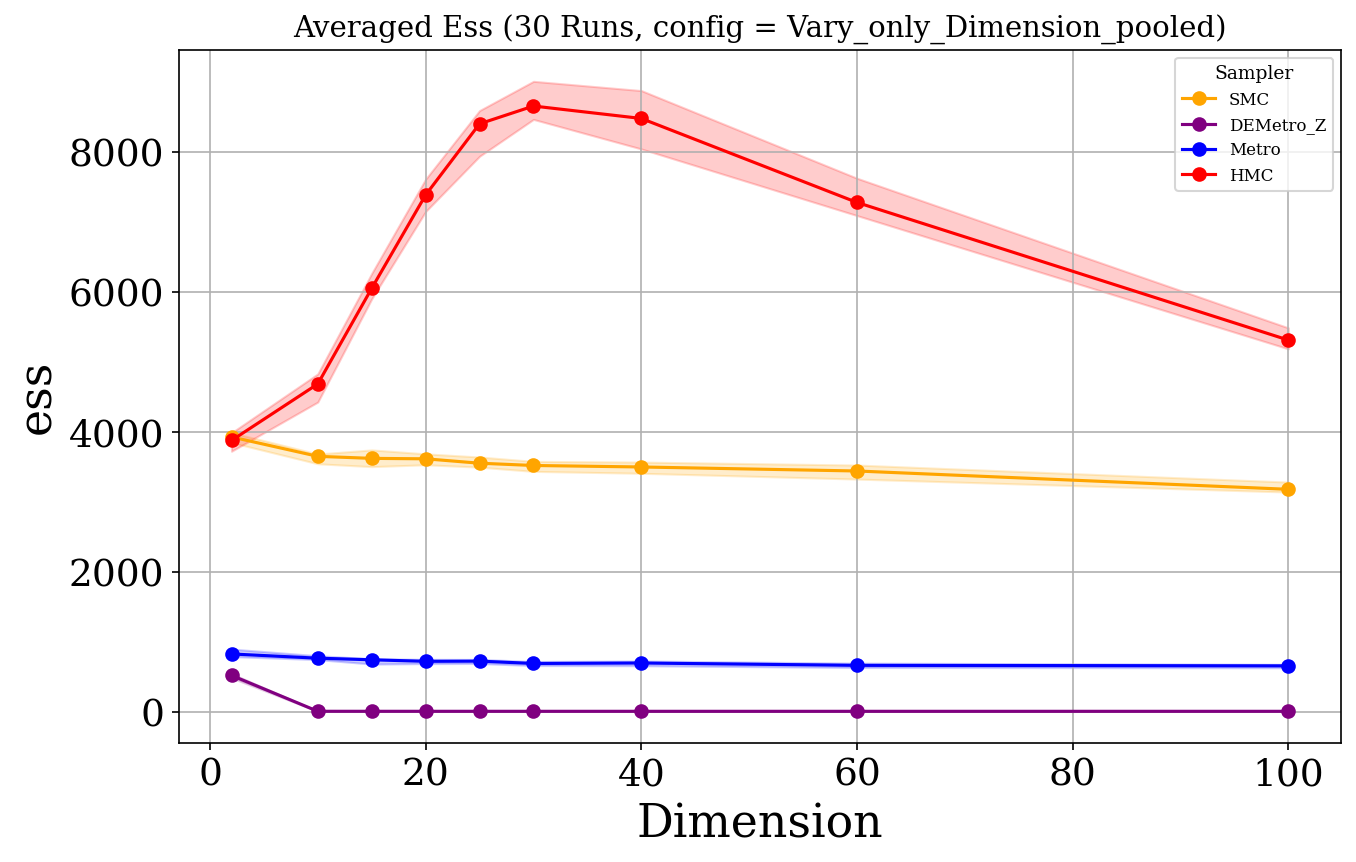 Averaged Ess (30 Runs, config = Vary_only_Dimension_pooled)
Sampler
SMC
DEMetro_Z
Metro
HMC
8000
6000
4000
2000
0
ess
0 20 40 60 80 100
Dimension